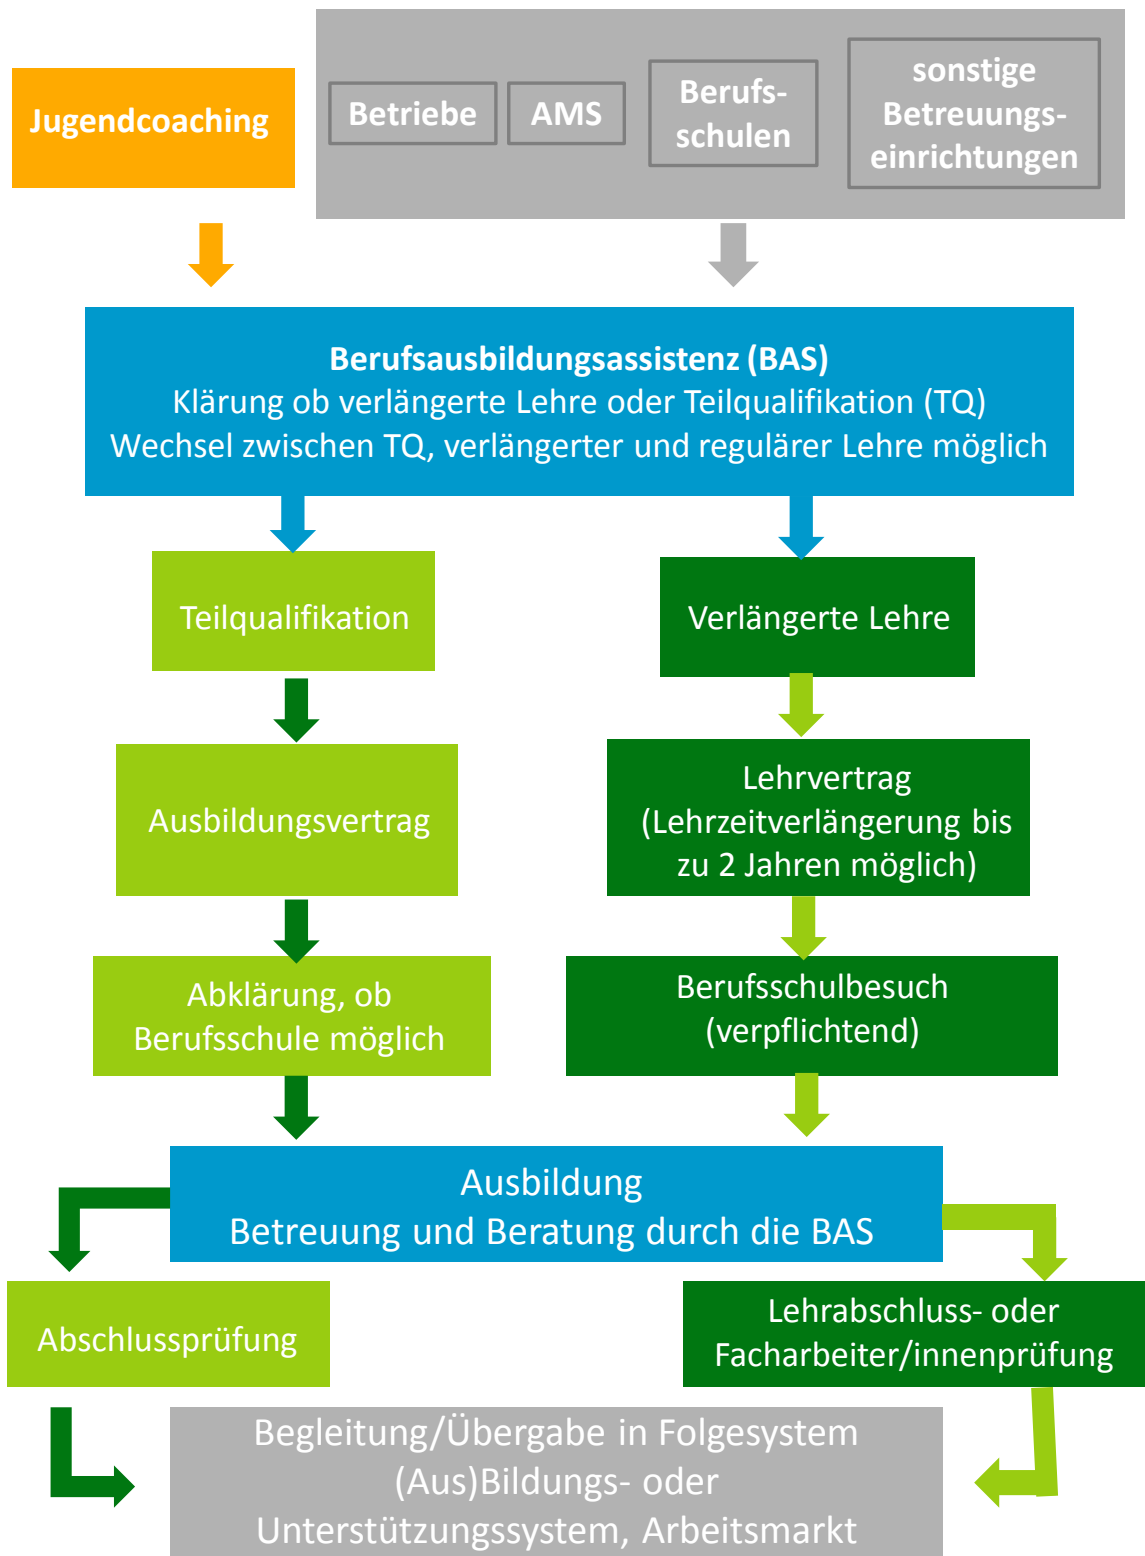 Jugendcoaching
Betriebe
AMS
Berufs-
schulen
sonstige
Betreuungs-
einrichtungen
Berufsausbildungsassistenz (BAS)
Klärung ob verlängerte Lehre oder Teilqualifikation (TQ)
Wechsel zwischen TQ, verlängerter und regulärer Lehre möglich
Teilqualifikation
Verlängerte Lehre
Ausbildungsvertrag
Lehrvertrag
(Lehrzeitverlängerung bis
zu 2 Jahren möglich)
Abklärung, ob
Berufsschule möglich
Berufsschulbesuch
(verpflichtend)
Ausbildung
Betreuung und Beratung durch die BAS
Abschlussprüfung
Lehrabschluss- oder
Facharbeiter/innenprüfung
Begleitung/Übergabe in Folgesystem
(Aus)Bildungs- oder
Unterstützungssystem, Arbeitsmarkt